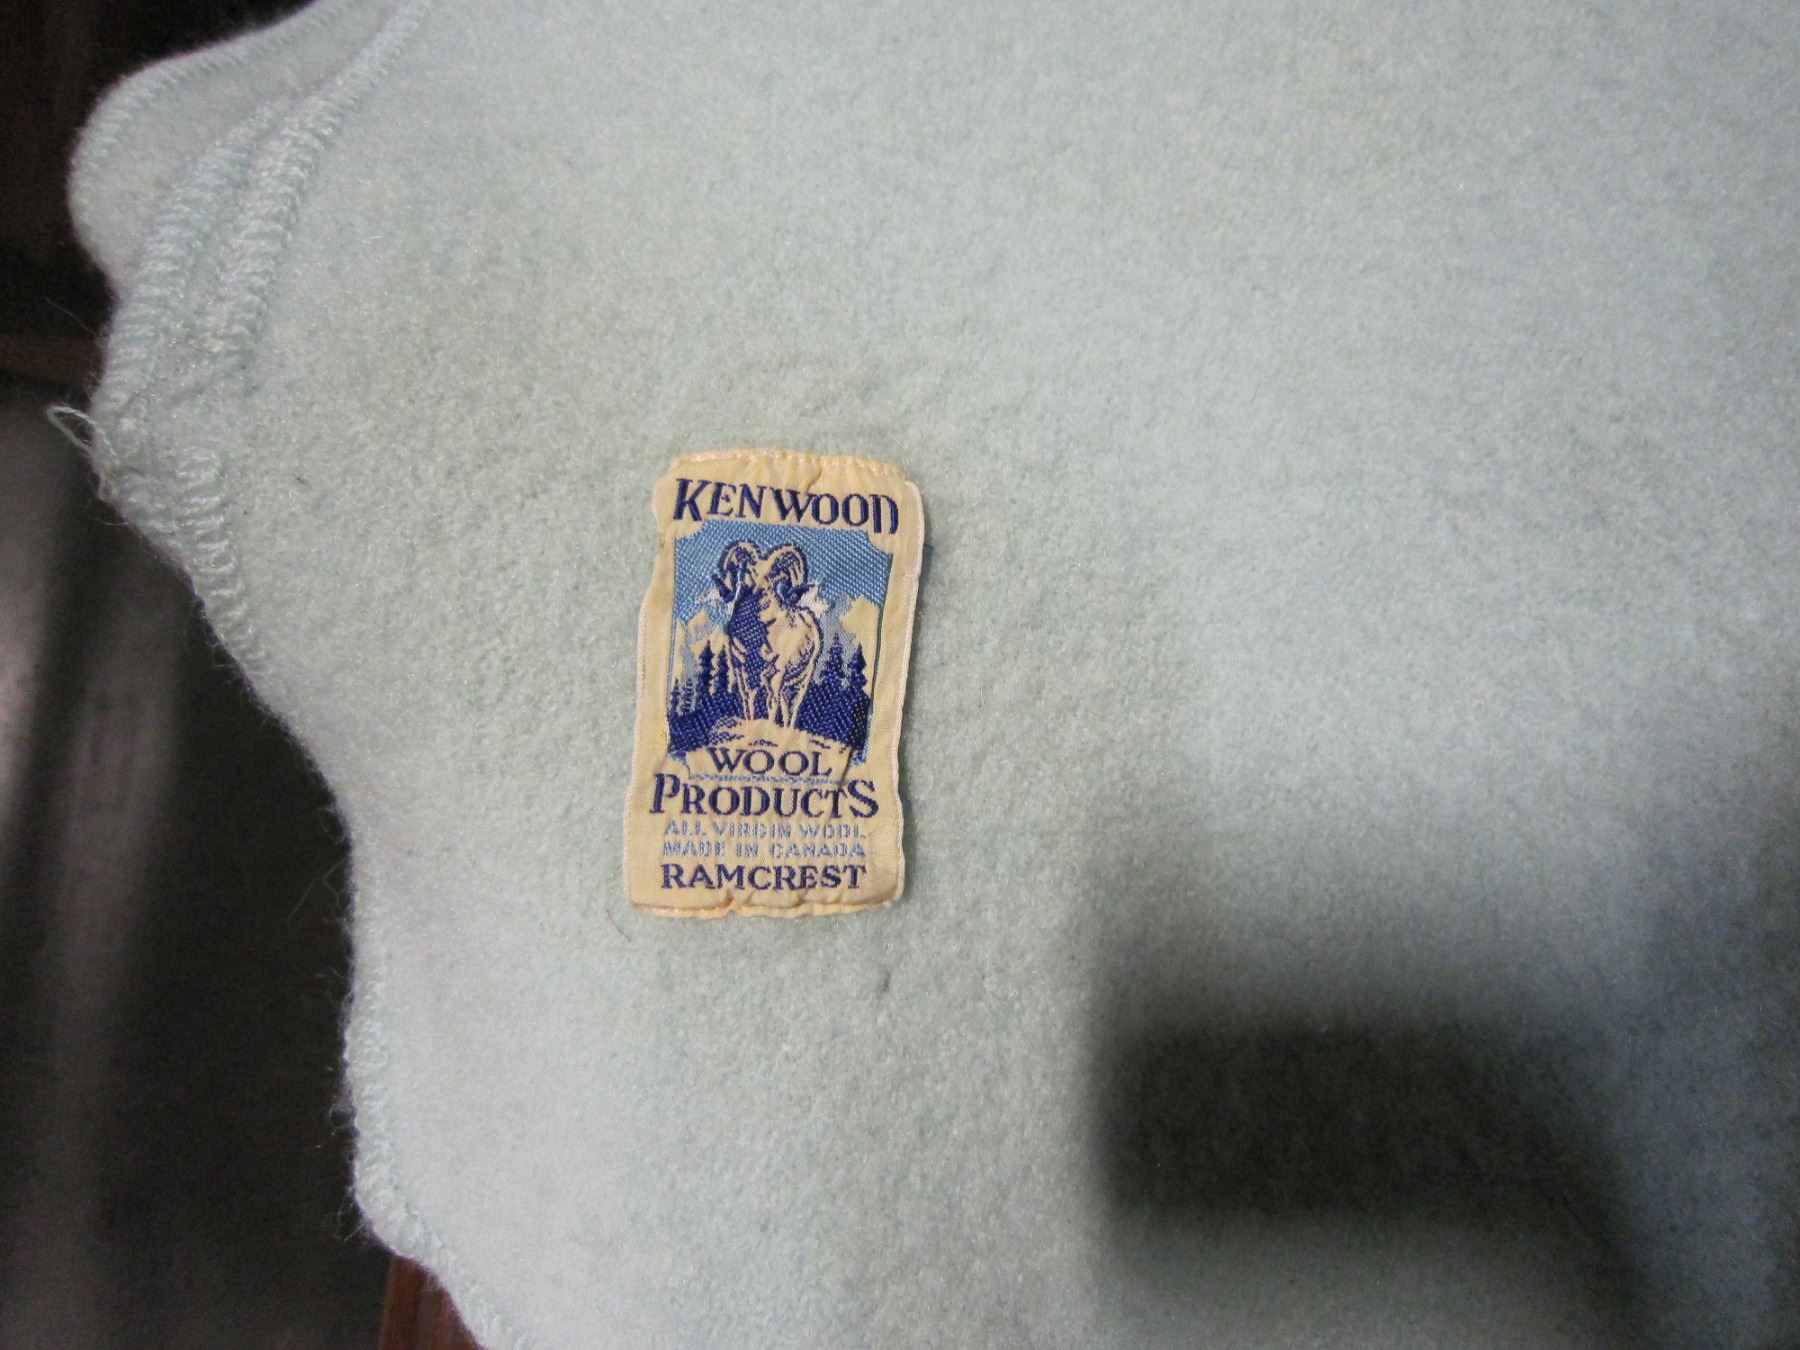 KENWOOD
WOOL
PRODUCTS
ALL VIRGIN WOOL
MADE IN CANADA
RAMCREST